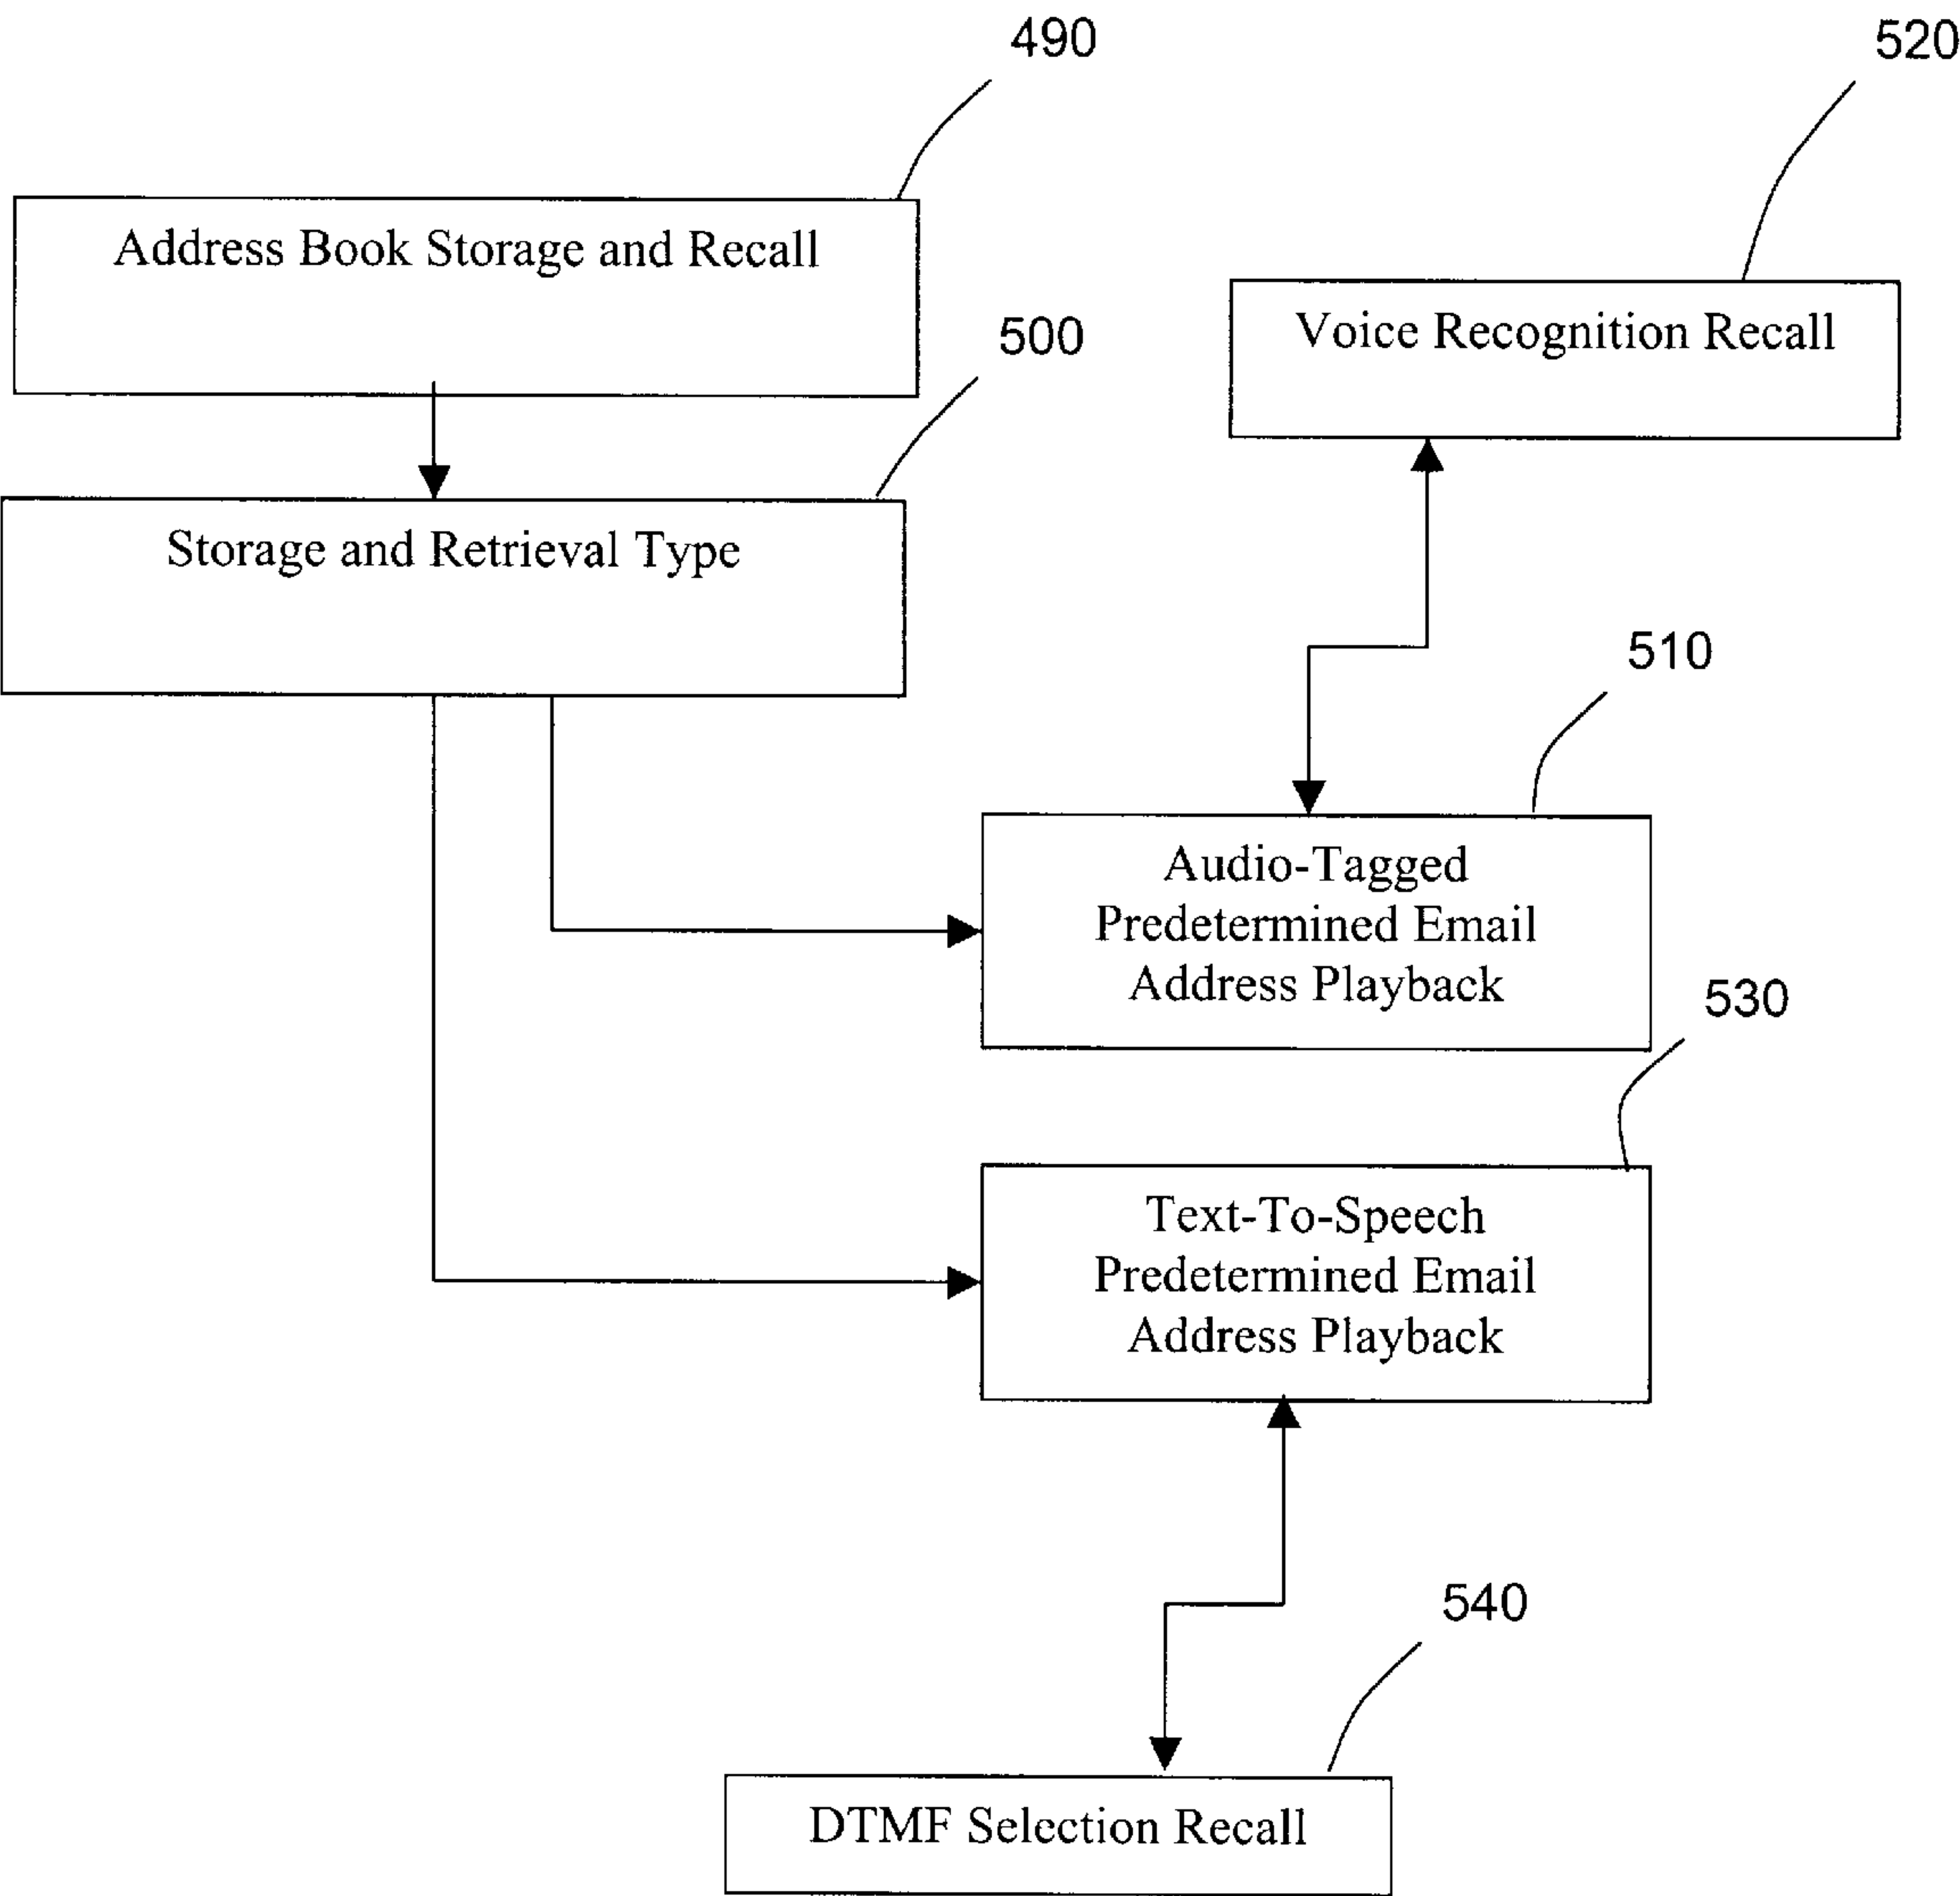 490
520
Address Book Storage and Recall
500
Voice Recognition Recall
Storage and Retrieval Type
510
Audio-Tagged
Predetermined Email
Address Playback
530
Text-To-Speech
Predetermined Email
Address Playback
540
DTMF Selection Recall